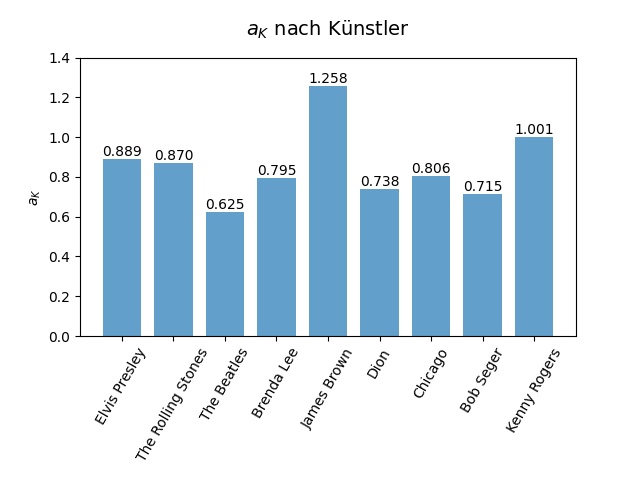 a_K nach Künstler
1.4
1.2
1.0
0.8
0.6
0.4
0.2
0.0
a_K
0.889
0.870
0.625
0.795
1.258
0.738
0.806
0.715
1.001
Elvis Presley
The Rolling Stones
The Beatles
Brenda Lee
James Brown
Dion
Chicago
Bob Seger
Kenny Rogers